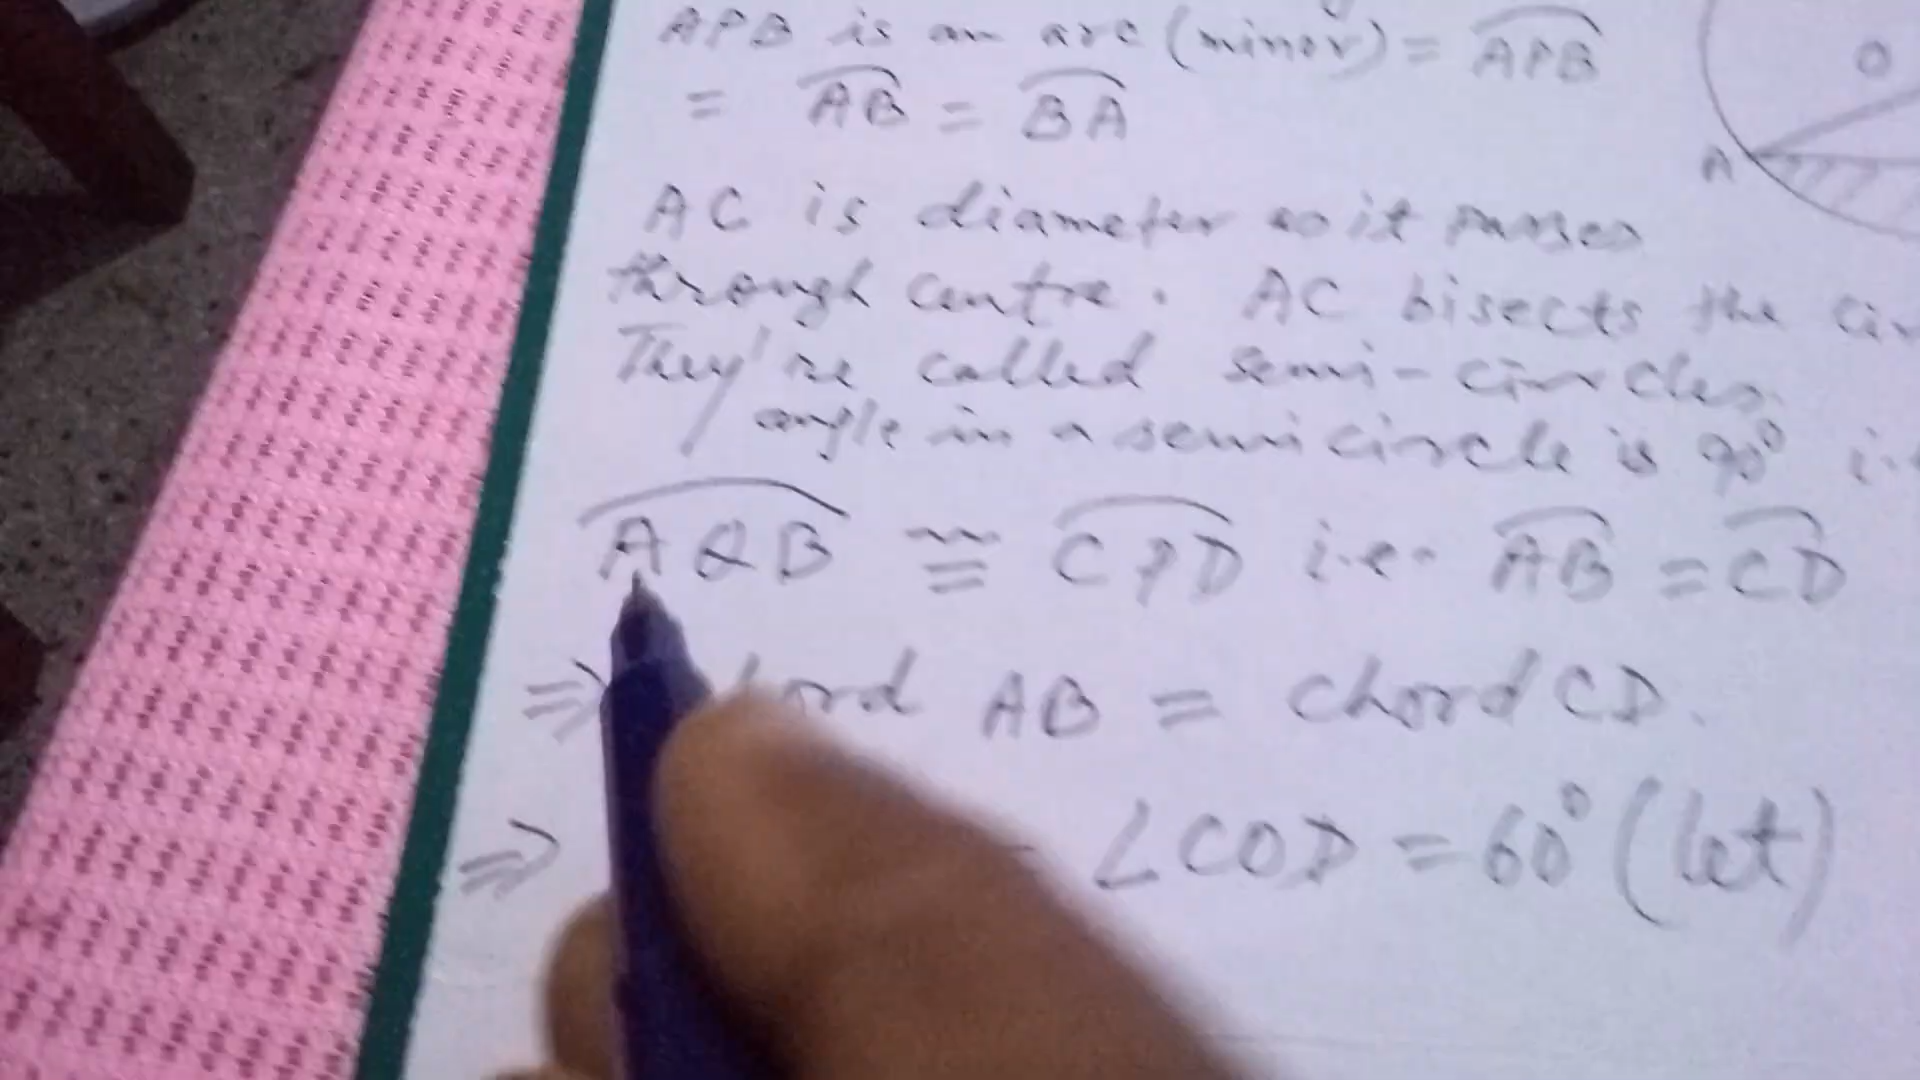 APB is an arc (minor) = APB
= AB = BA
O
A
AC is diameter so it passes
through centre. AC bisects the
They're called semi-circles.
angle in a semicircle is 90°
AQB ≅ CPD i.e. AB = CD
⇒ AB = Chord CD.
⇒ ∠COD = 60° (let)